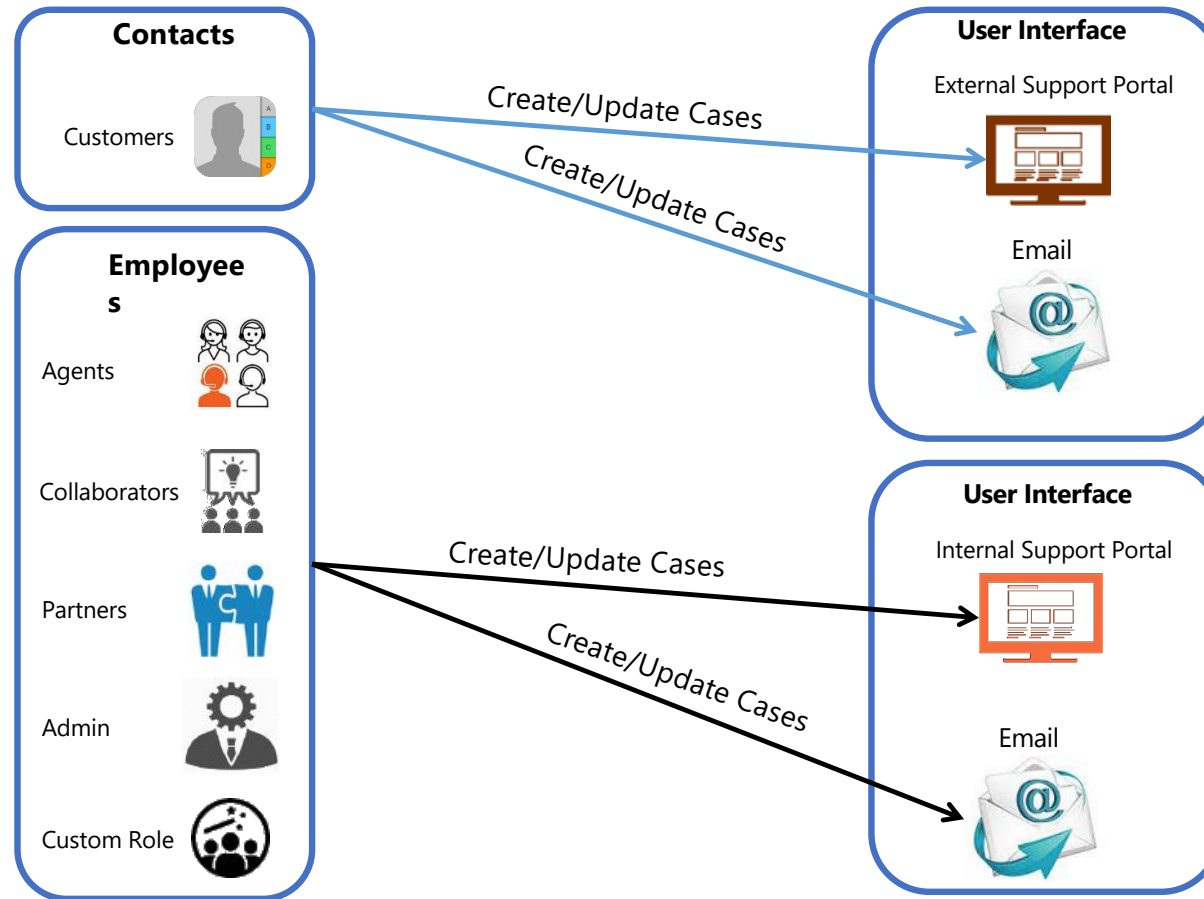 Contacts
Customers
A
B
C
D
Employee
s
Agents
Collaborators
Partners
Admin
Custom Role
Create/Update Cases
Create/Update Cases
Create/Update Cases
Create/Update Cases
User Interface
External Support Portal
Email
@
User Interface
Internal Support Portal
Email
@